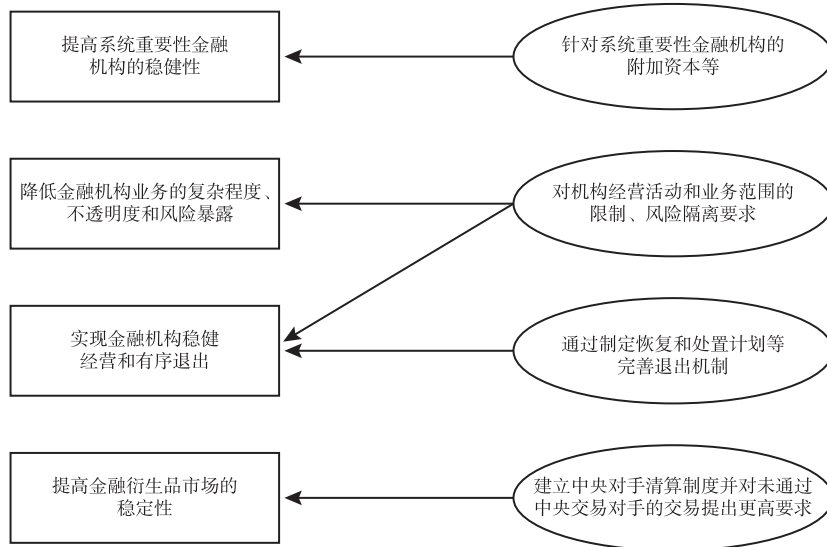 提高系统重要性金融
机构的稳健性
针对系统重要性金融机构的
附加资本等
降低金融机构业务的复杂程度、
不透明度和风险暴露
对机构经营活动和业务范围的
限制、风险隔离要求
实现金融机构稳健
经营和有序退出
通过制定恢复和处置计划等
完善退出机制
提高金融衍生品市场的
稳定性
建立中央对手清算制度并对未通过
中央交易对手的交易提出更高要求